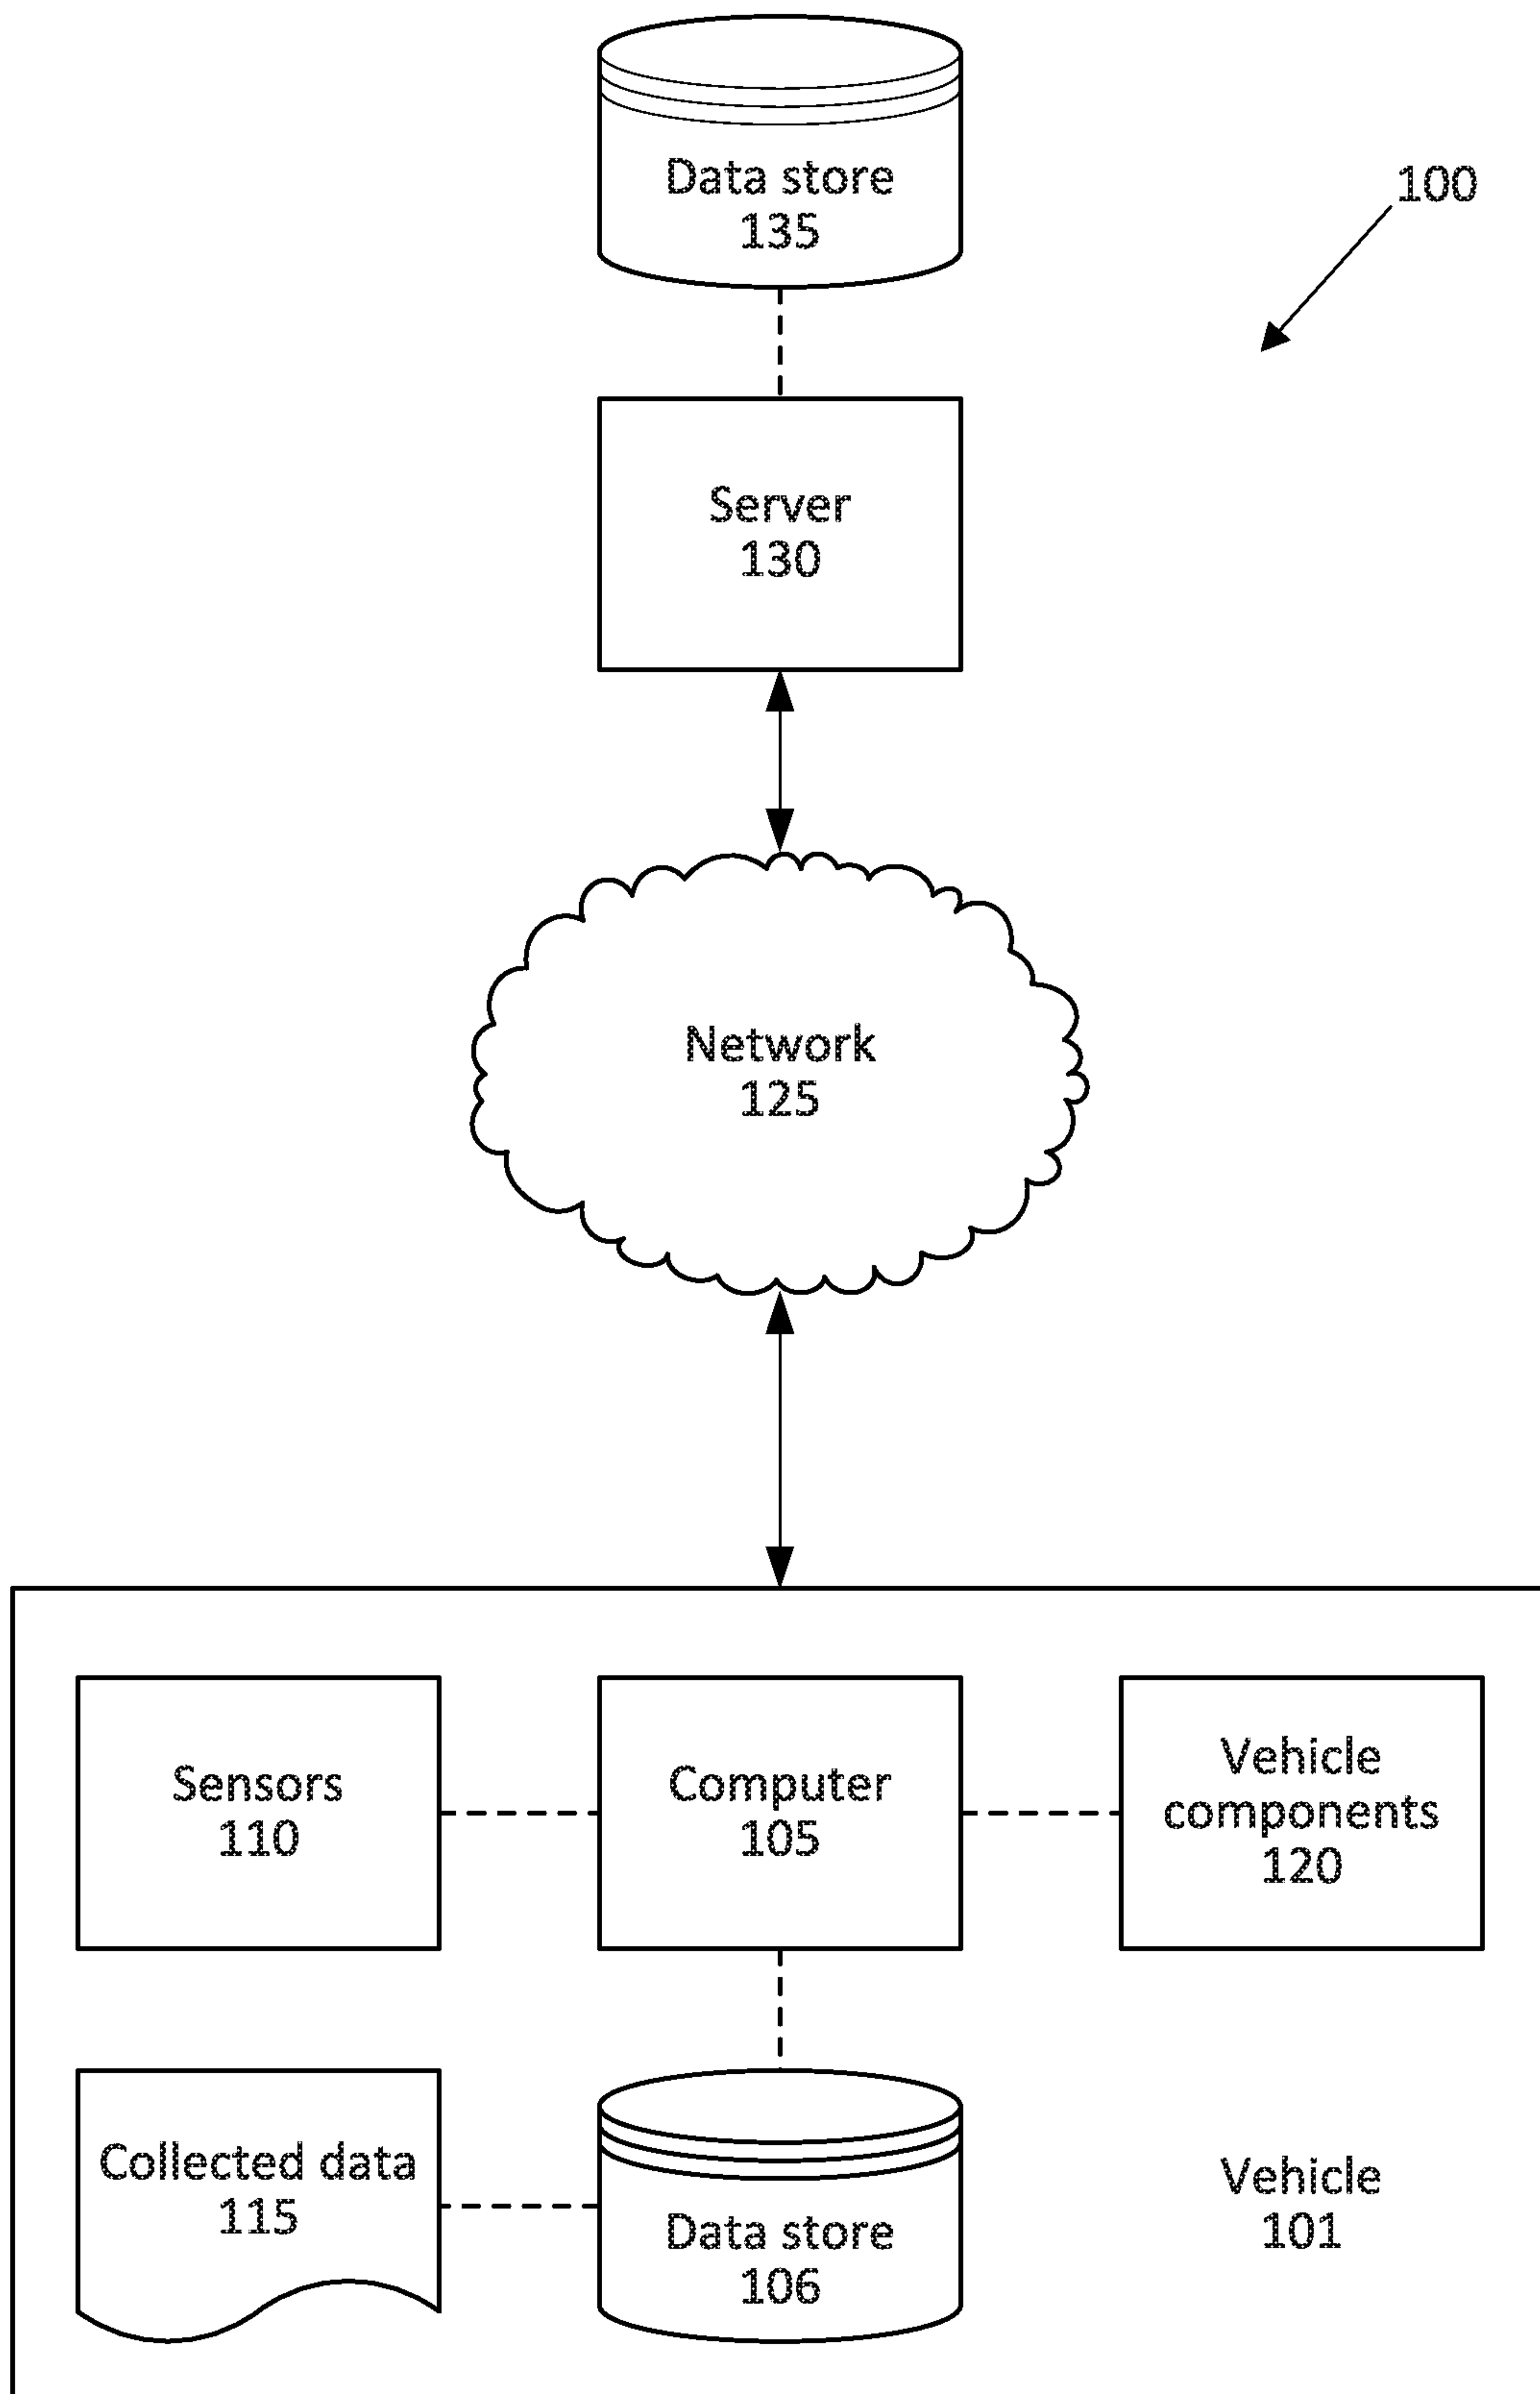 Data store
135
100
Server
130
Network
125
Sensors
110
Computer
105
Vehicle
components
120
Collected data
115
Data store
106
Vehicle
101